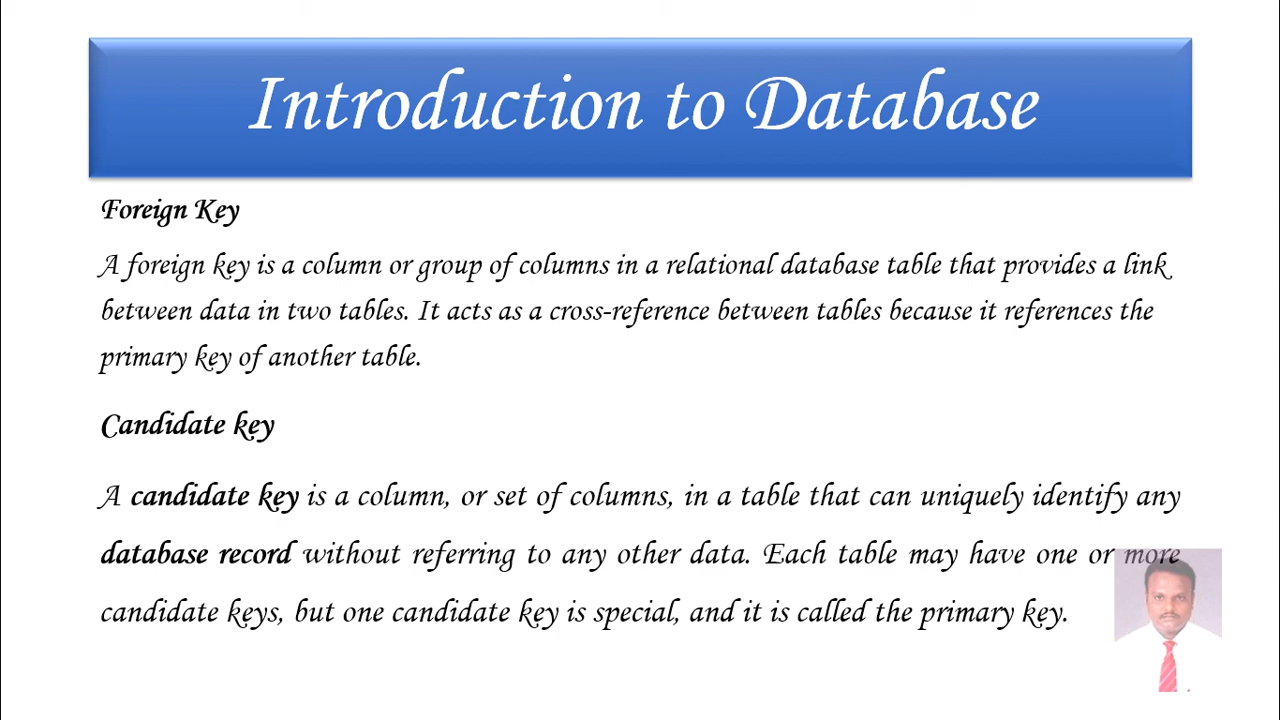 Introduction to Database
Foreign Key
A foreign key is a column or group of columns in a relational database table that provides a link
between data in two tables. It acts as a cross-reference between tables because it references the
primary key of another table.
Candidate key
A candidate key is a column, or set of columns, in a table that can uniquely identify any
database record without referring to any other data. Each table may have one or more
candidate keys, but one candidate key is special, and it is called the primary key.